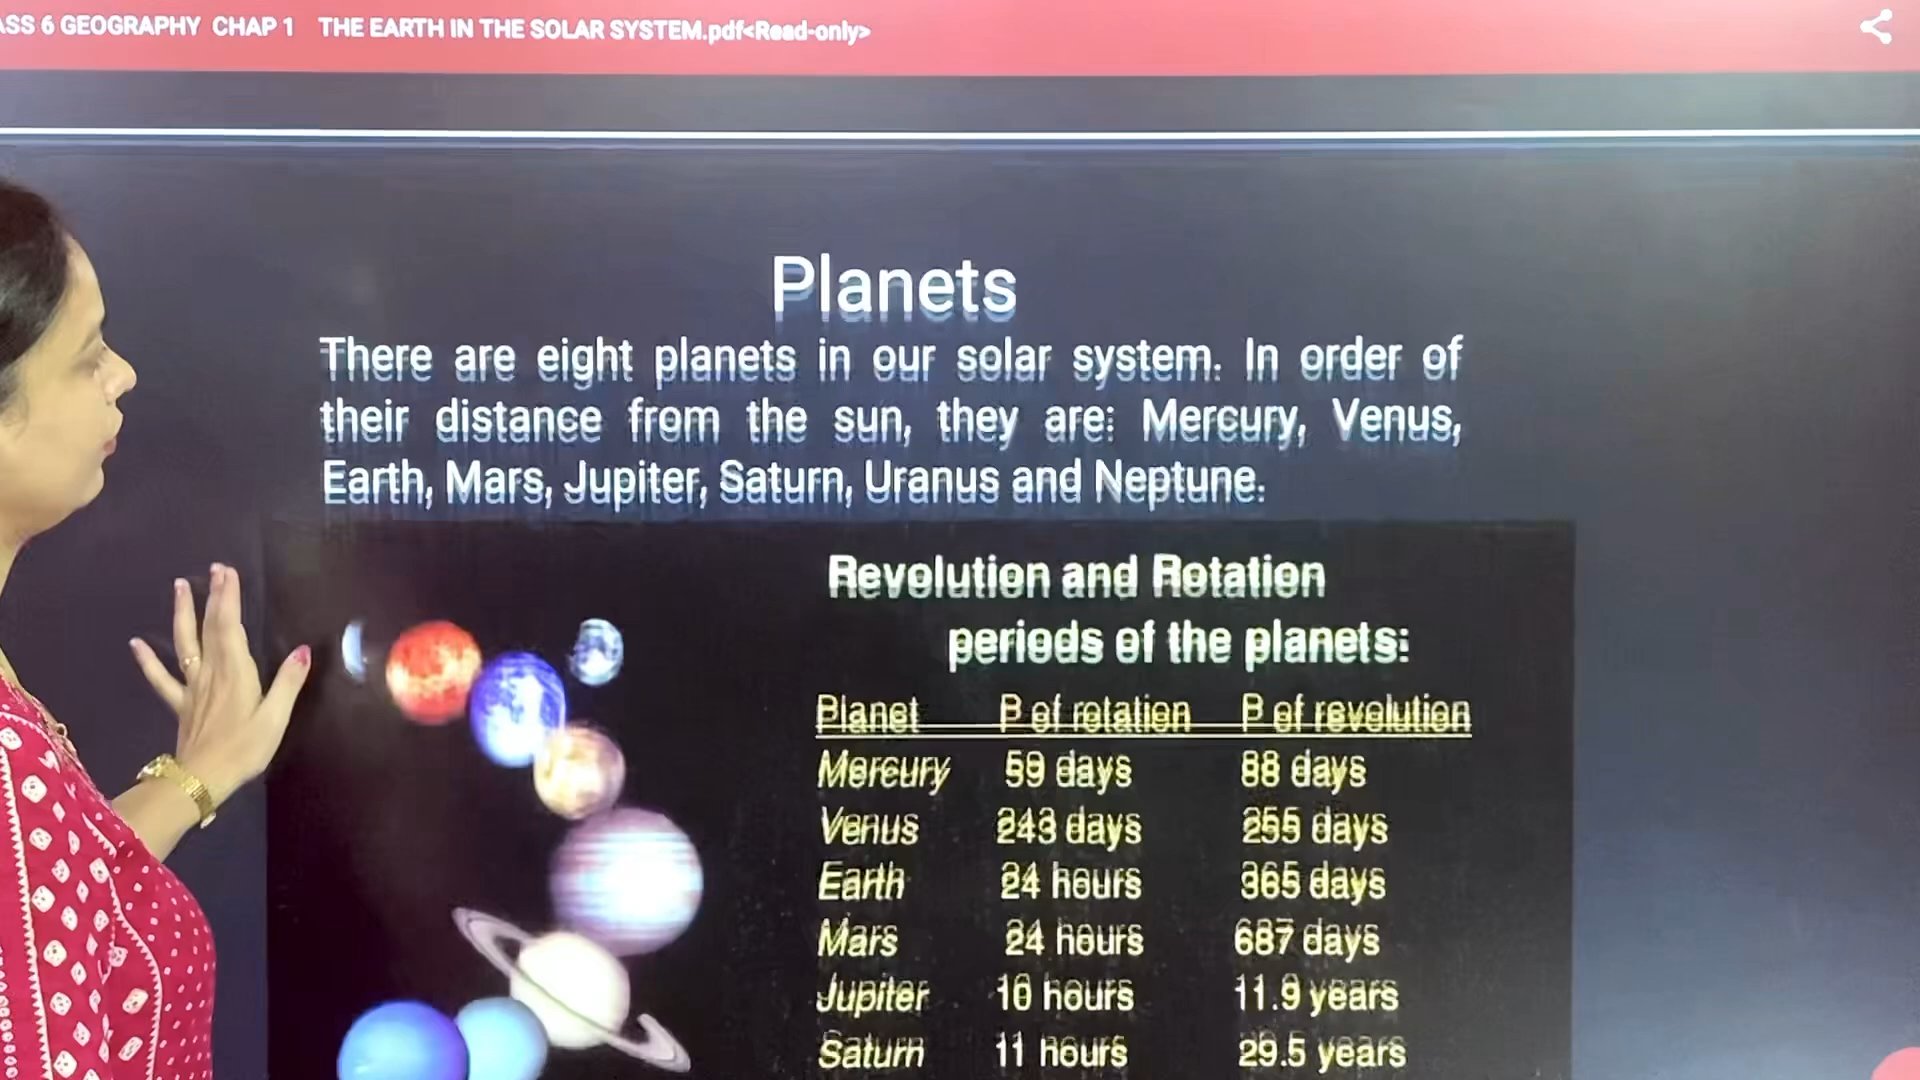 ASS 6 GEOGRAPHY CHAP 1 THE EARTH IN THE SOLAR SYSTEM.pdf<Read-only>
Planets
There are eight planets in our solar system. In order of
their distance from the sun, they are: Mercury, Venus,
Earth, Mars, Jupiter, Saturn, Uranus and Neptune.
Revolution and Rotation
periods of the planets:
Planet P of rotation P of revolution
Mercury 59 days 88 days
Venus 243 days 255 days
Earth 24 hours 365 days
Mars 24 hours 687 days
Jupiter 10 hours 11.9 years
Saturn 11 hours 29.5 years